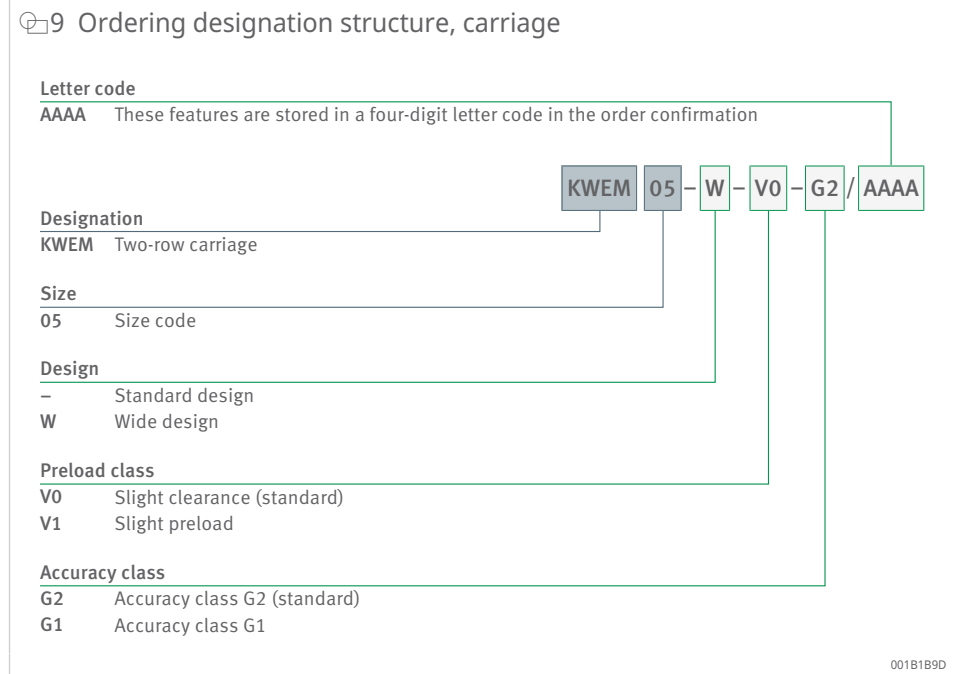 9 Ordering designation structure, carriage
Letter code
AAAA These features are stored in a four-digit letter code in the order confirmation
KWEM 05 – W – V0 – G2 / AAAA
Designation
KWEM Two-row carriage
Size
05 Size code
Design
– Standard design
W Wide design
Preload class
V0 Slight clearance (standard)
V1 Slight preload
Accuracy class
G2 Accuracy class G2 (standard)
G1 Accuracy class G1
001B1B9D